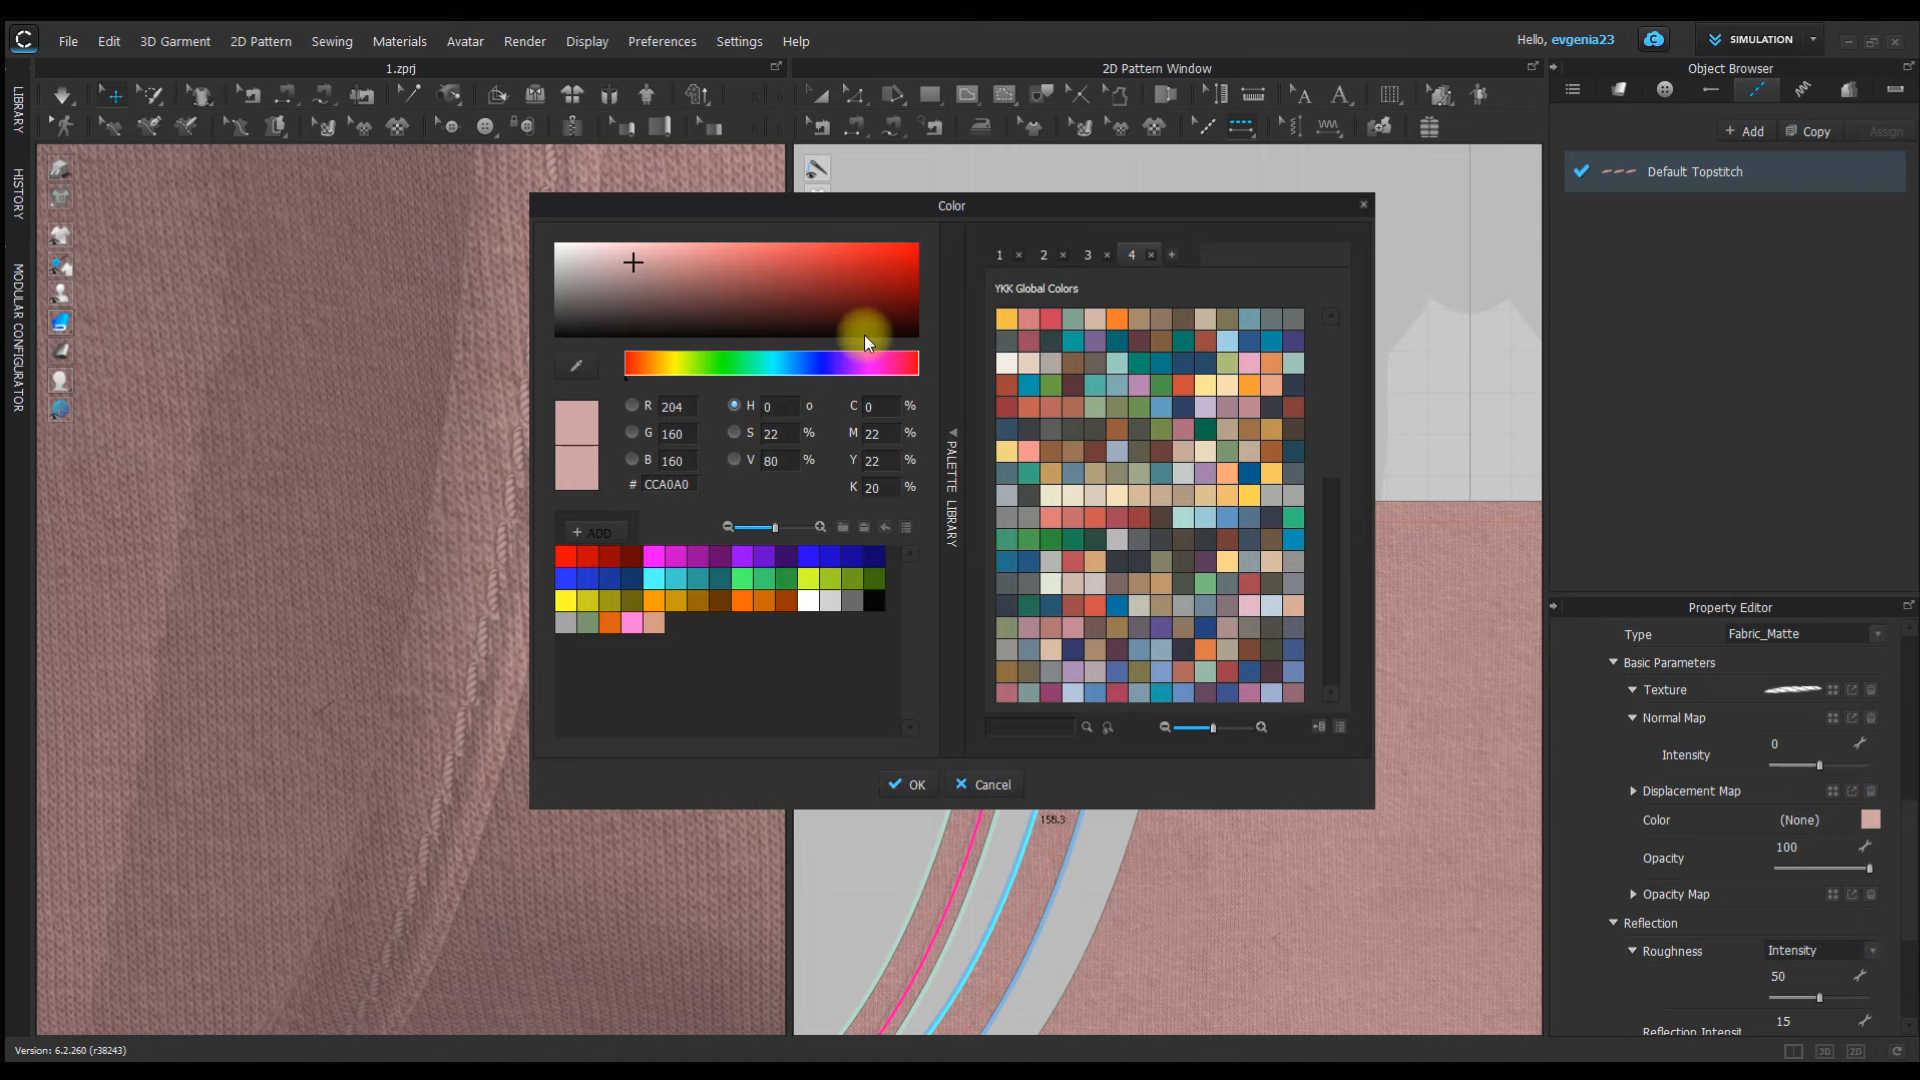 File Edit 3D Garment 2D Pattern Sewing Materials Avatar Render Display Preferences Settings Help
Hello, evgenia23
SIMULATION
1.zprj
2D Pattern Window
Object Browser
LIBRARY
HISTORY
MODULAR CONFIGURATOR
+ Add
Copy
Assign
Default Topstitch
Color
1 × 2 × 3 × 4 × +
YKK Global Colors
R 204 H 0 o C 0 %
G 160 S 22 % M 22 %
B 160 V 80 % Y 22 %
# CCA0A0 K 20 %
+ ADD
PALETTE LIBRARY
OK
Cancel
158.3
Property Editor
Type Fabric_Matte
Basic Parameters
Texture
Normal Map
Intensity 0
Displacement Map
Color (None)
Opacity 100
Opacity Map
Reflection
Roughness Intensity
50
Reflection Intensit 15
Version: 6.2.260 (r38243)
3D 2D